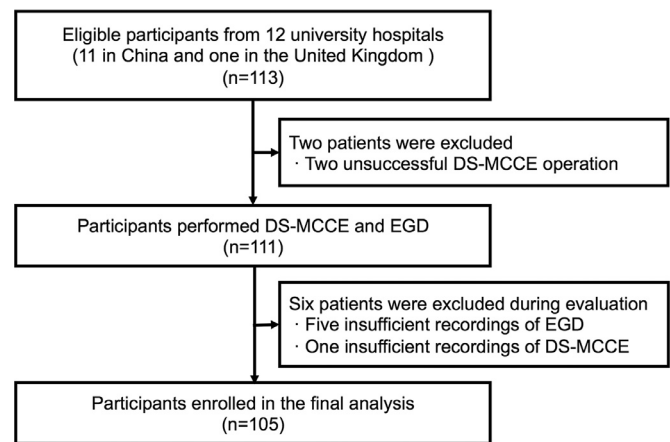 Eligible participants from 12 university hospitals
(11 in China and one in the United Kingdom )
(n=113)
Two patients were excluded
· Two unsuccessful DS-MCCE operation
Participants performed DS-MCCE and EGD
(n=111)
Six patients were excluded during evaluation
· Five insufficient recordings of EGD
· One insufficient recordings of DS-MCCE
Participants enrolled in the final analysis
(n=105)